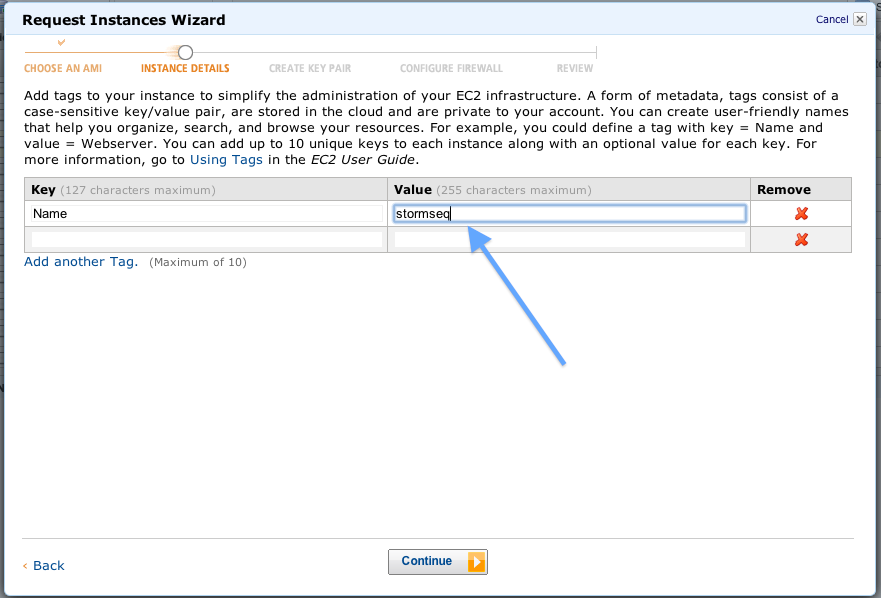 Request Instances Wizard
Cancel
CHOOSE AN AMI INSTANCE DETAILS CREATE KEY PAIR CONFIGURE FIREWALL REVIEW
Add tags to your instance to simplify the administration of your EC2 infrastructure. A form of metadata, tags consist of a
case-sensitive key/value pair, are stored in the cloud and are private to your account. You can create user-friendly names
that help you organize, search, and browse your resources. For example, you could define a tag with key = Name and
value = Webserver. You can add up to 10 unique keys to each instance along with an optional value for each key. For
more information, go to Using Tags in the EC2 User Guide.
Key (127 characters maximum) Value (255 characters maximum) Remove
Name stormseq
Add another Tag. (Maximum of 10)
‹ Back Continue